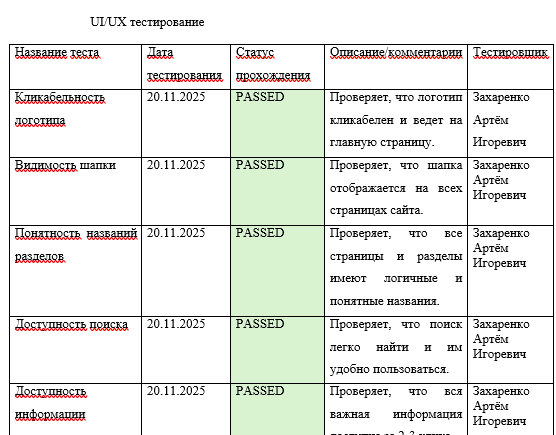 UI/UX тестирование
Название теста
Дата тестирования
Статус прохождения
Описание/комментарии
Тестировшик
Кликабельность логотипа
20.11.2025
PASSED
Проверяет, что логотип
кликабелен и ведет на
главную страницу.
Захаренко
Артём
Игоревич
Видимость шапки
20.11.2025
PASSED
Проверяет, что шапка
отображается на всех
страницах сайта.
Захаренко
Артём
Игоревич
Понятность названий
разделов
20.11.2025
PASSED
Проверяет, что все
страницы и разделы
имеют логичные и
понятные названия.
Захаренко
Артём
Игоревич
Доступность поиска
20.11.2025
PASSED
Проверяет, что поиск
легко найти и им
удобно пользоваться.
Захаренко
Артём
Игоревич
Доступность
информации
20.11.2025
PASSED
Проверяет, что вся
важная информация
Захаренко
Артём
Игоревич